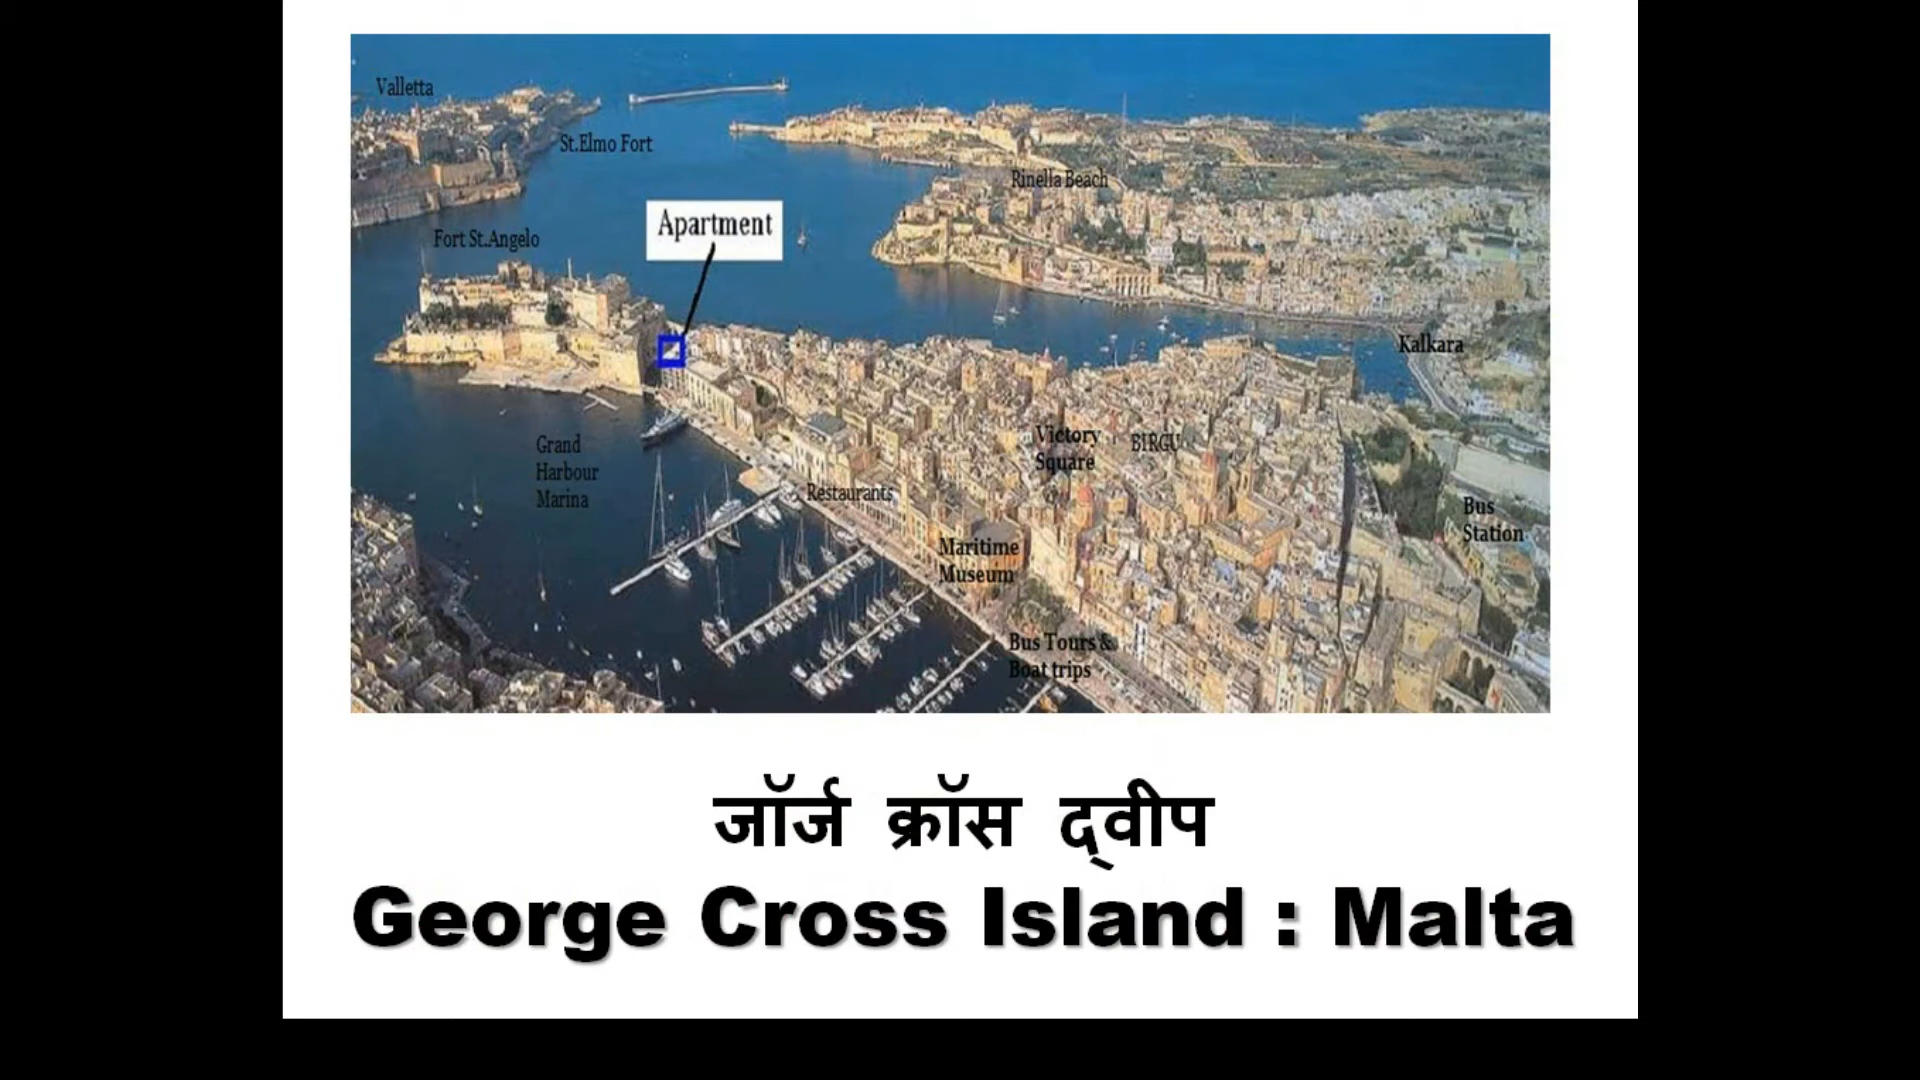 Valletta
St.Elmo Fort
Rinella Beach
Apartment
Fort St.Angelo
Kalkara
Grand
Harbour
Marina
Victory
Square
BIRGU
Restaurants
Bus
Station
Maritime
Museum
Bus Tours &
Boat trips
जॉर्ज क्रॉस द्वीप
George Cross Island : Malta